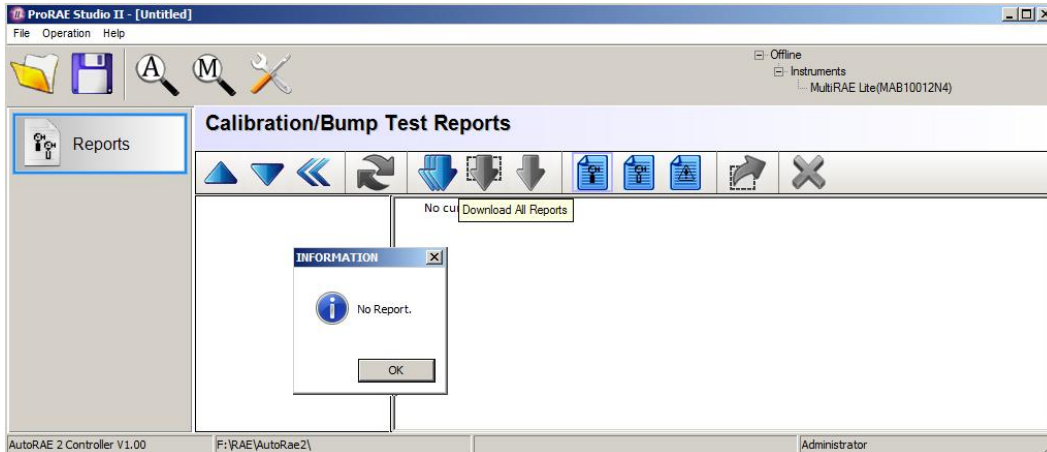 ProRAE Studio II - [Untitled]
File Operation Help
A
M
Offline
Instruments
MultiRAE Lite(MAB10012N4)
Reports
Calibration/Bump Test Reports
No cu
Download All Reports
INFORMATION
No Report.
OK
AutoRAE 2 Controller V1.00
F:\RAE\AutoRae2\
Administrator